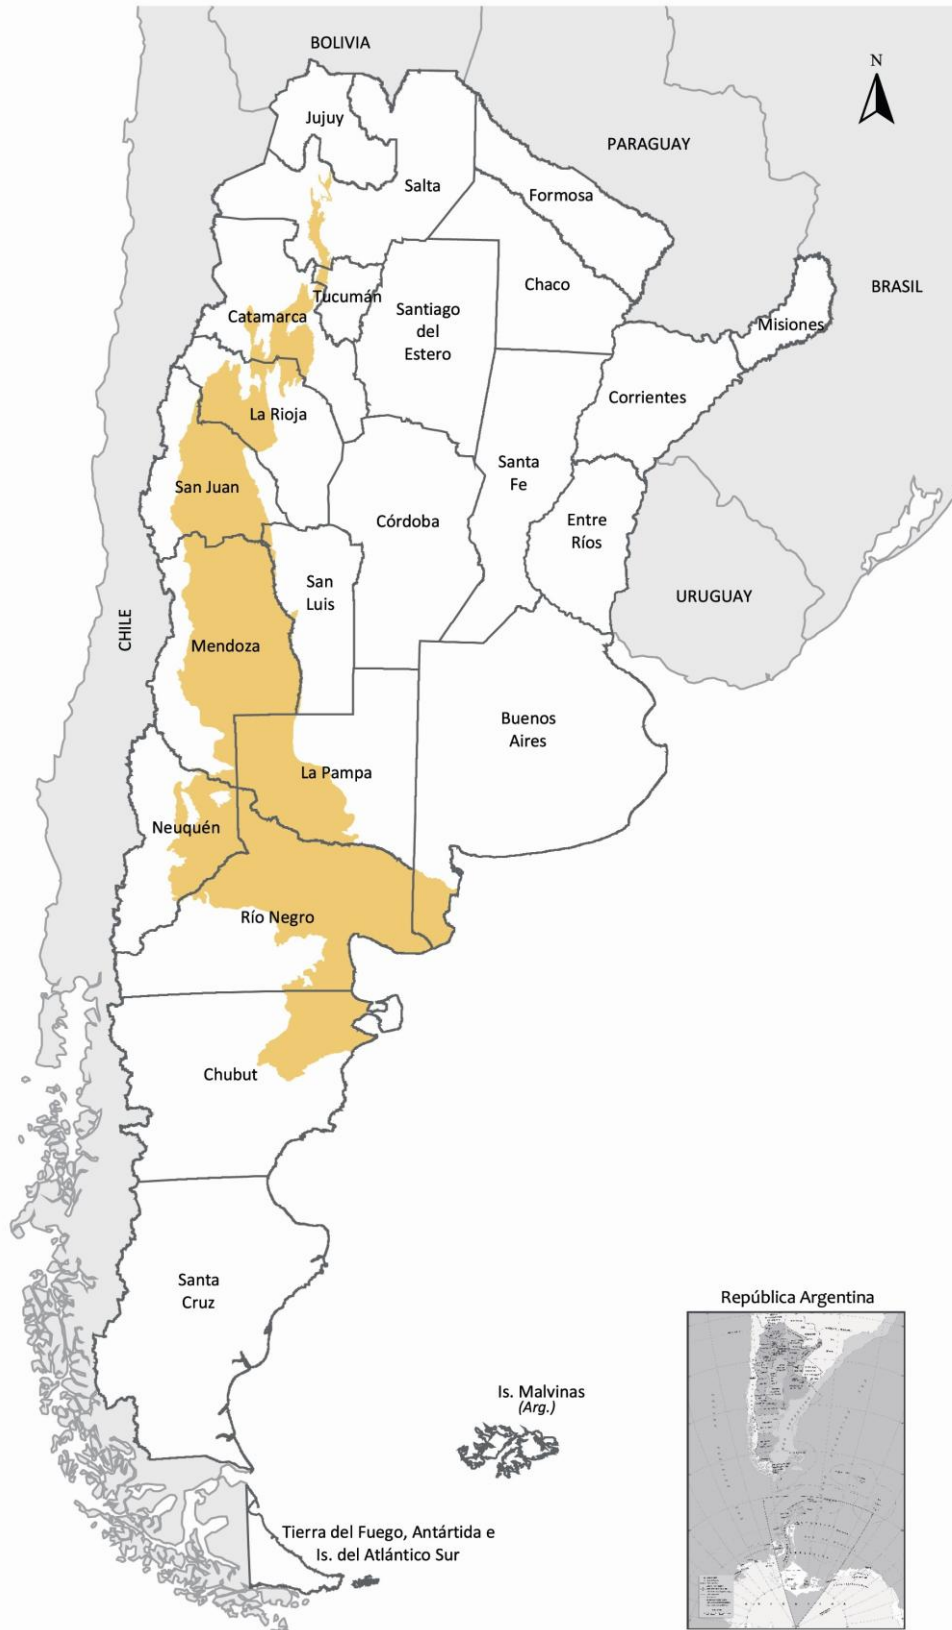 BOLIVIA
N
Jujuy
PARAGUAY
Salta
Formosa
Chaco
BRASIL
Tucumán
Catamarca
Santiago
del
Estero
Misiones
Corrientes
La Rioja
Santa
Fe
San Juan
Córdoba
Entre
Ríos
San
Luis
URUGUAY
CHILE
Mendoza
Buenos
Aires
La Pampa
Neuquén
Río Negro
Chubut
Santa
Cruz
República Argentina
Is. Malvinas
(Arg.)
Tierra del Fuego, Antártida e
Is. del Atlántico Sur